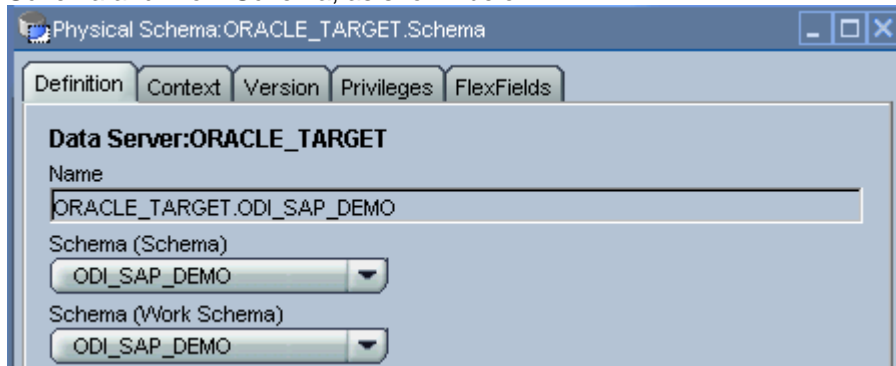 Physical Schema:ORACLE_TARGET.Schema
Definition Context Version Privileges FlexFields
Data Server:ORACLE_TARGET
Name
ORACLE_TARGET.ODI_SAP_DEMO
Schema (Schema)
ODI_SAP_DEMO
Schema (Work Schema)
ODI_SAP_DEMO